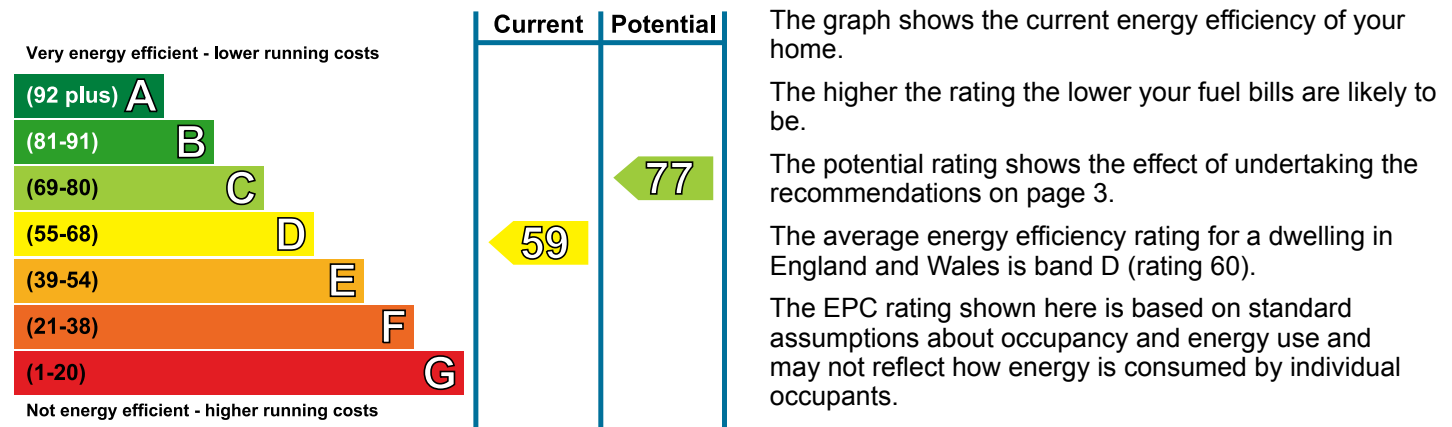 Current Potential
Very energy efficient - lower running costs
(92 plus) A
(81-91) B
(69-80) C
77
(55-68) D
59
(39-54) E
(21-38) F
(1-20) G
Not energy efficient - higher running costs
The graph shows the current energy efficiency of your
home.
The higher the rating the lower your fuel bills are likely to
be.
The potential rating shows the effect of undertaking the
recommendations on page 3.
The average energy efficiency rating for a dwelling in
England and Wales is band D (rating 60).
The EPC rating shown here is based on standard
assumptions about occupancy and energy use and
may not reflect how energy is consumed by individual
occupants.